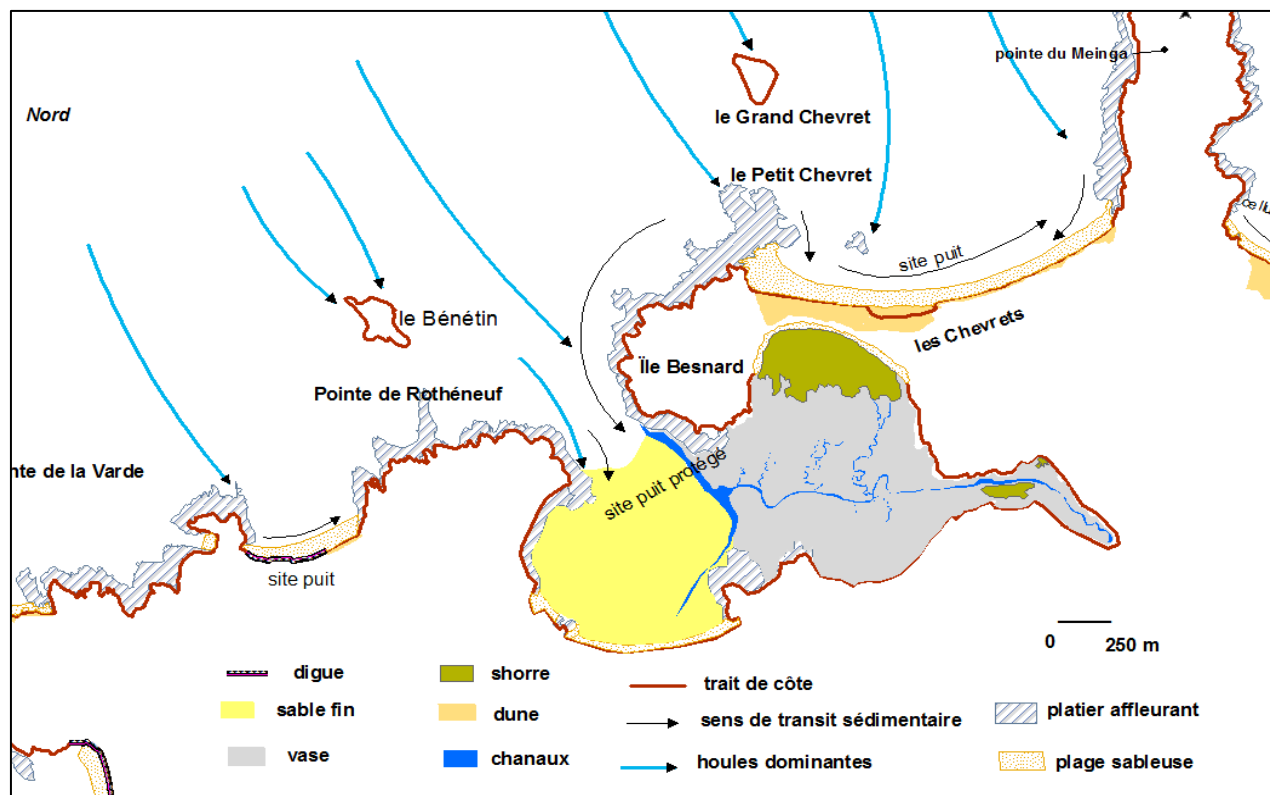 pointe du Meinga
Nord
le Grand Chevret
le Petit Chevret
site puit
le Bénétin
les Chevrets
Ïle Besnard
Pointe de Rothéneuf
nte de la Varde
site puit protégé
site puit
0 250 m
digue
shorre
trait de côte
sable fin
dune
sens de transit sédimentaire
platier affleurant
vase
chanaux
houles dominantes
plage sableuse